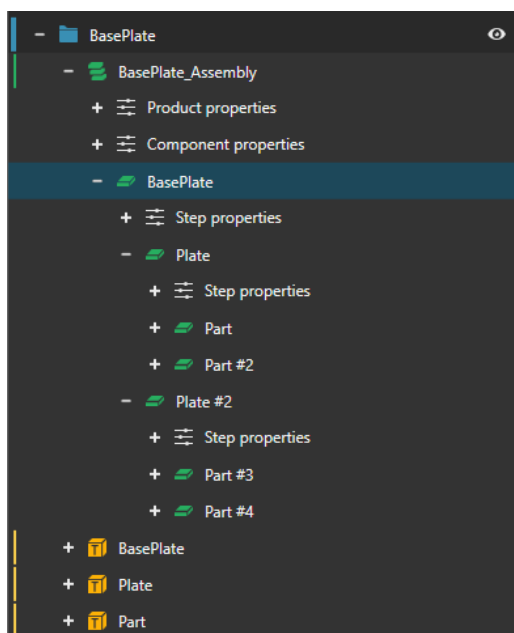 BasePlate
BasePlate_Assembly
Product properties
Component properties
BasePlate
Step properties
Plate
Step properties
Part
Part #2
Plate #2
Step properties
Part #3
Part #4
BasePlate
Plate
Part